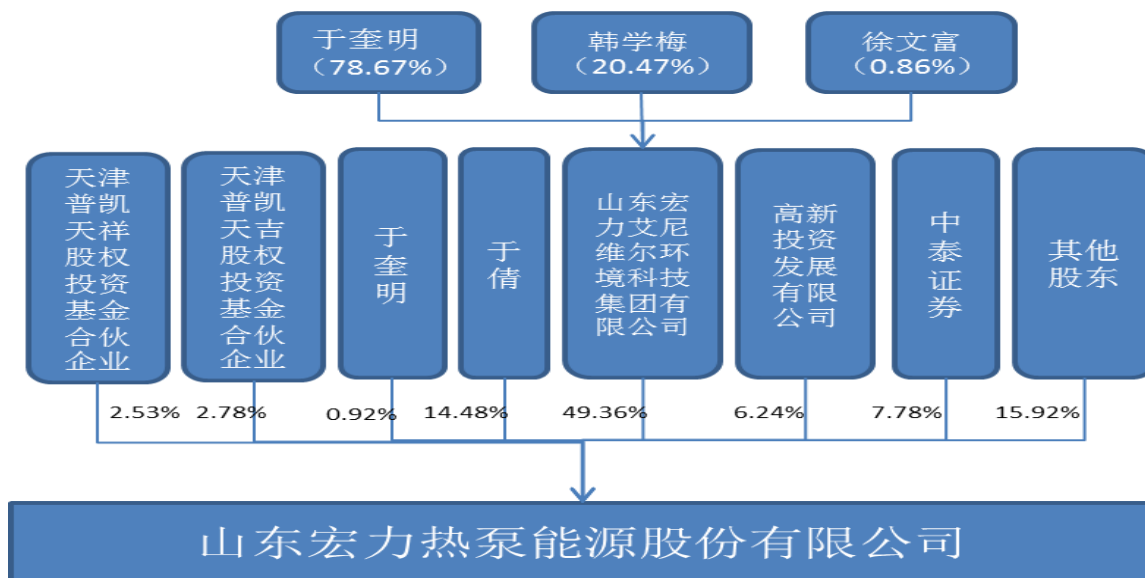 于奎明
（78.67%）
韩学梅
（20.47%）
徐文富
（0.86%）
天津
普凯
天祥
股权
投资
基金
合伙
企业
天津
普凯
天吉
股权
投资
基金
合伙
企业
于
奎
明
于
倩
山东宏
力艾尼
维尔环
境科技
集团有
限公司
高新
投资
发展
有限
公司
中
泰
证
券
其他
股东
2.53%
2.78%
0.92%
14.48%
49.36%
6.24%
7.78%
15.92%
山东宏力热泵能源股份有限公司